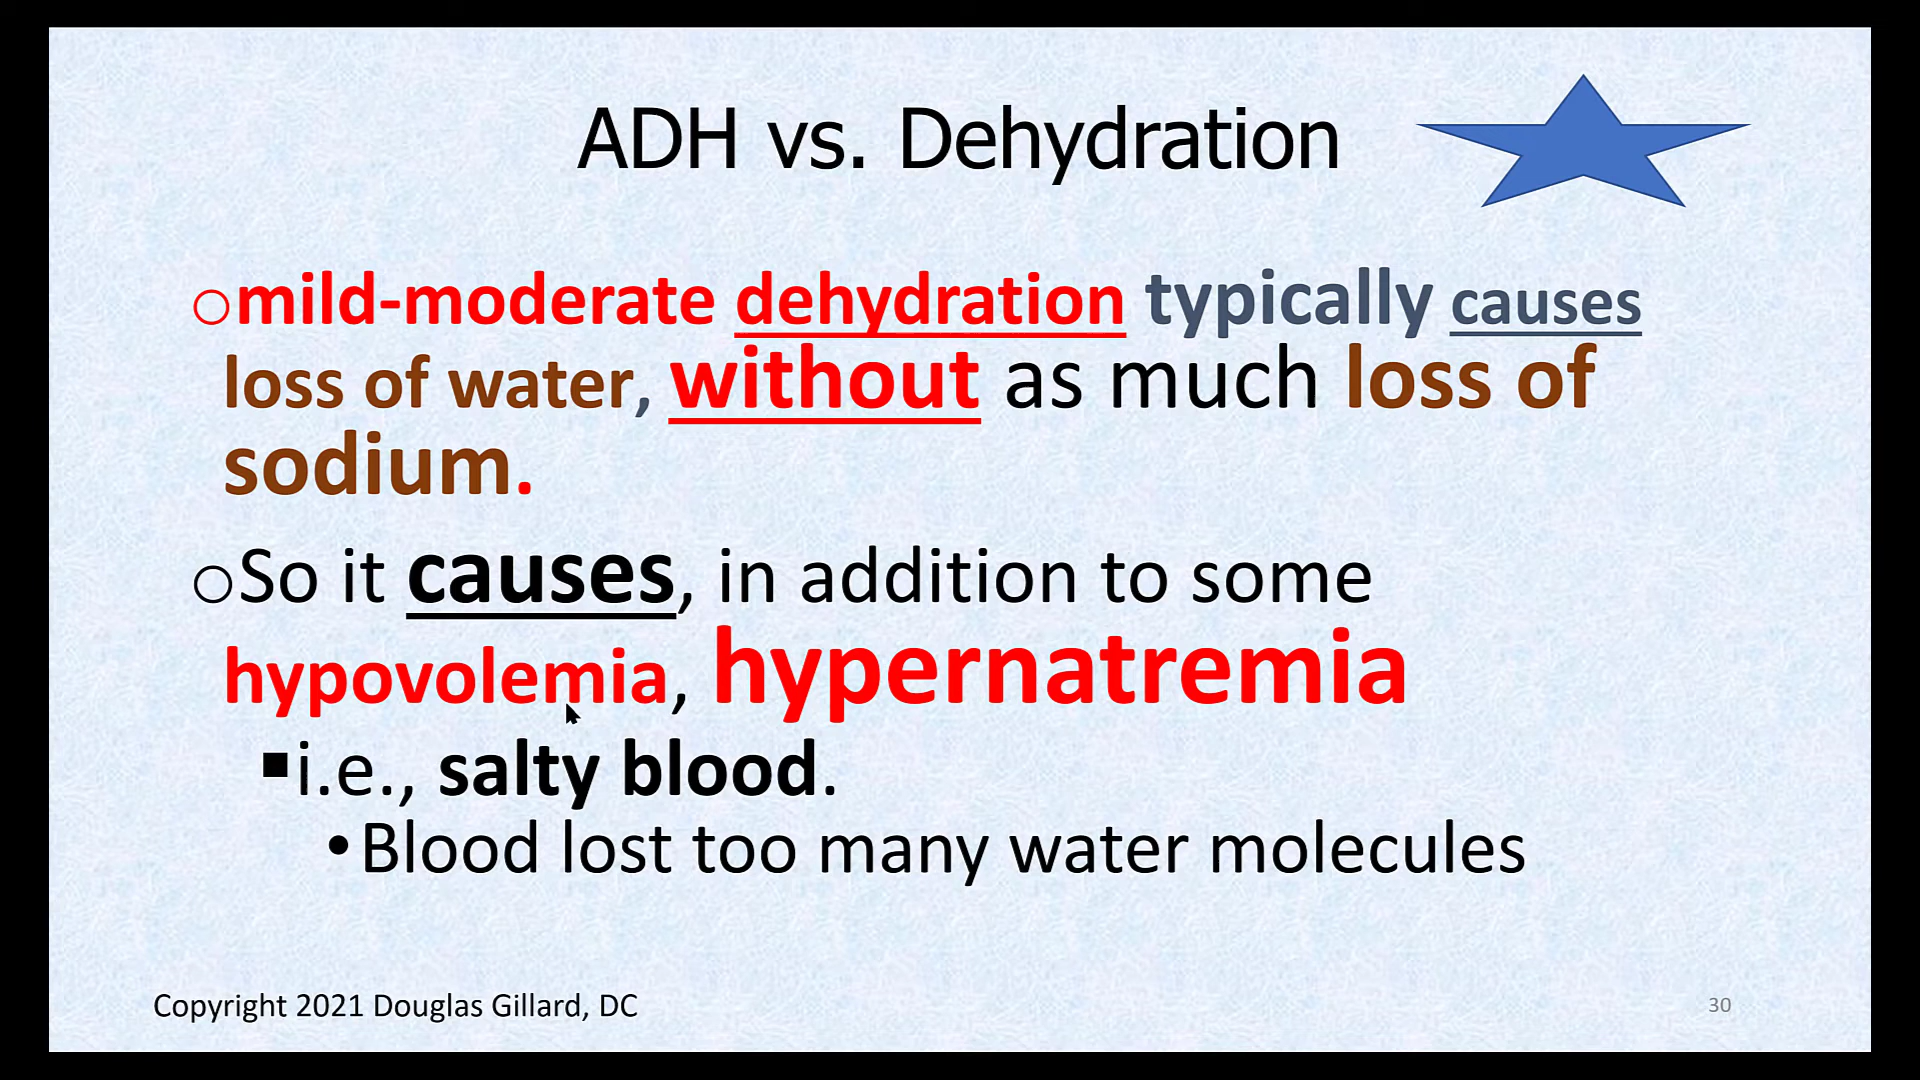 ADH vs. Dehydration
omild-moderate dehydration typically causes
loss of water, without as much loss of
sodium.
oSo it causes, in addition to some
hypovolemia, hypernatremia
▪i.e., salty blood.
•Blood lost too many water molecules
Copyright 2021 Douglas Gillard, DC
30